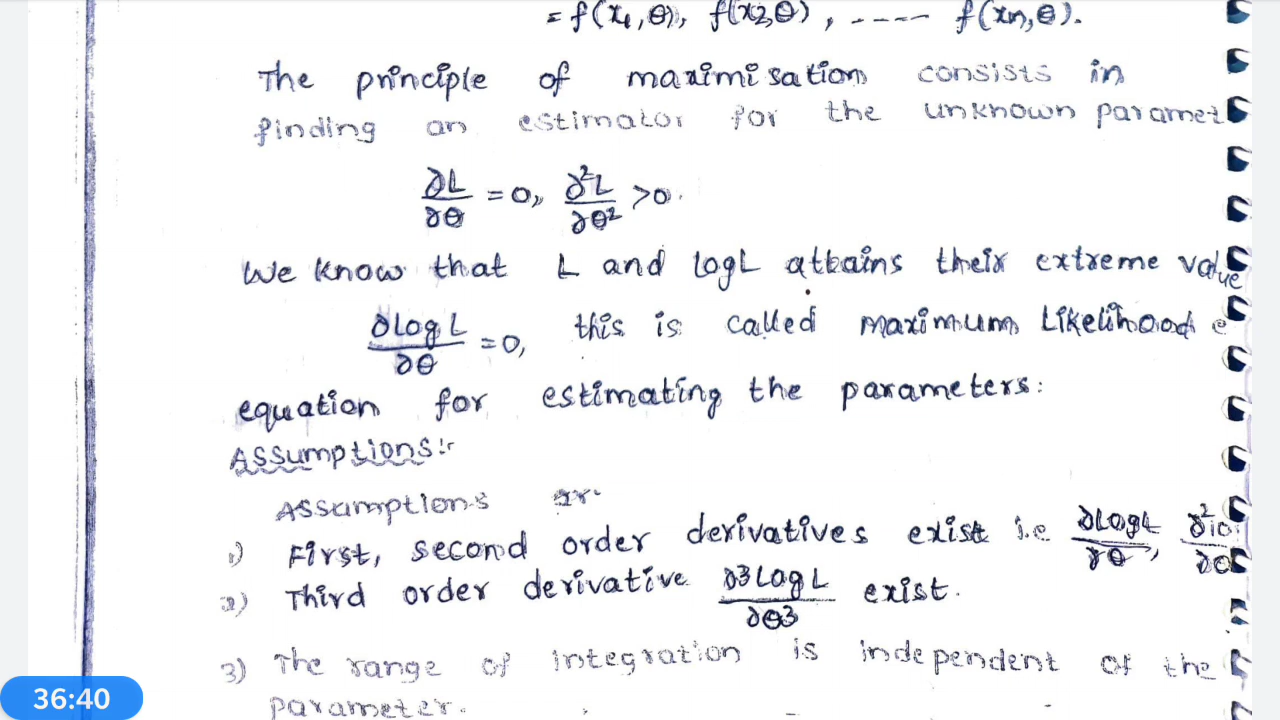 = f(x₁,θ), f(x₂,θ), ---- f(xn,θ).
The principle of maximisation consists in
finding an estimator for the unknown paramet
∂L/∂θ = 0, ∂²L/∂θ² >0.
We know that L and logL attains their extreme value
∂LogL/∂θ = 0, this is called maximum Likelihood e
equation for estimating the parameters:
Assumptions:-
Assumptions
1) First, second order derivatives exist i.e ∂LogL/∂θ,
2) Third order derivative ∂3LogL/∂θ3 exist.
3) The range of integration is independent of the
parameter.
36:40